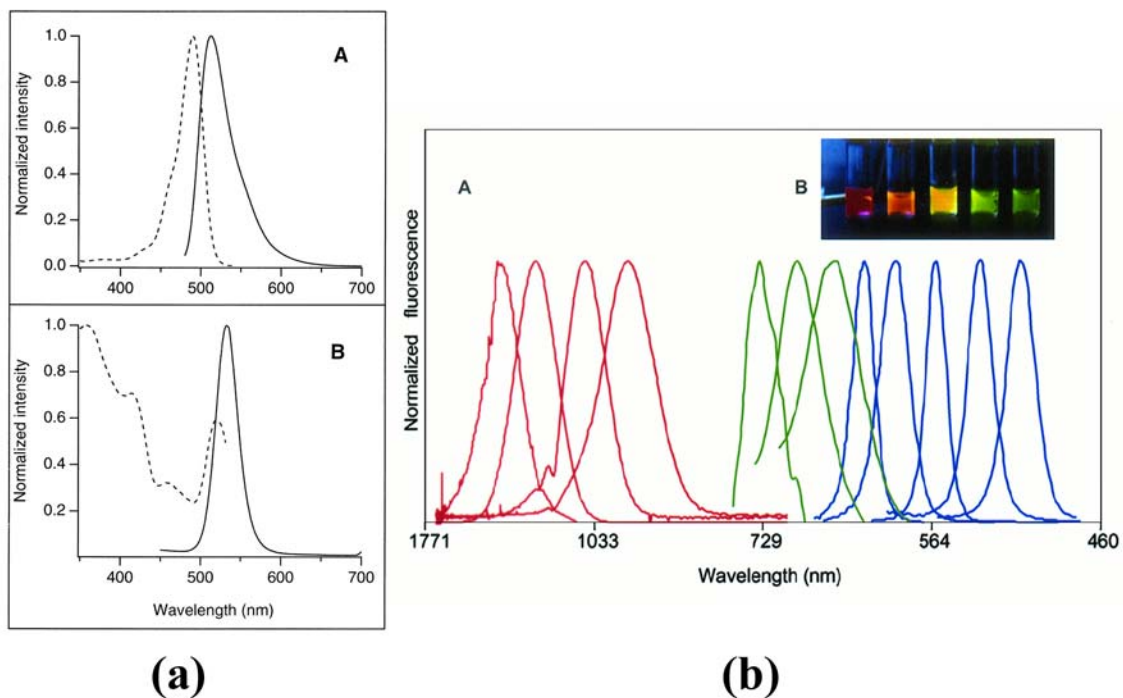 1.0
0.8
0.6
0.4
0.2
0.0
Normalized intensity
A
400 500 600 700
1.0
0.8
0.6
0.4
0.2
Normalized intensity
B
400 500 600 700
Wavelength (nm)
(a)
A
B
Normalized fluorescence
1771 1033 729 564 460
Wavelength (nm)
(b)